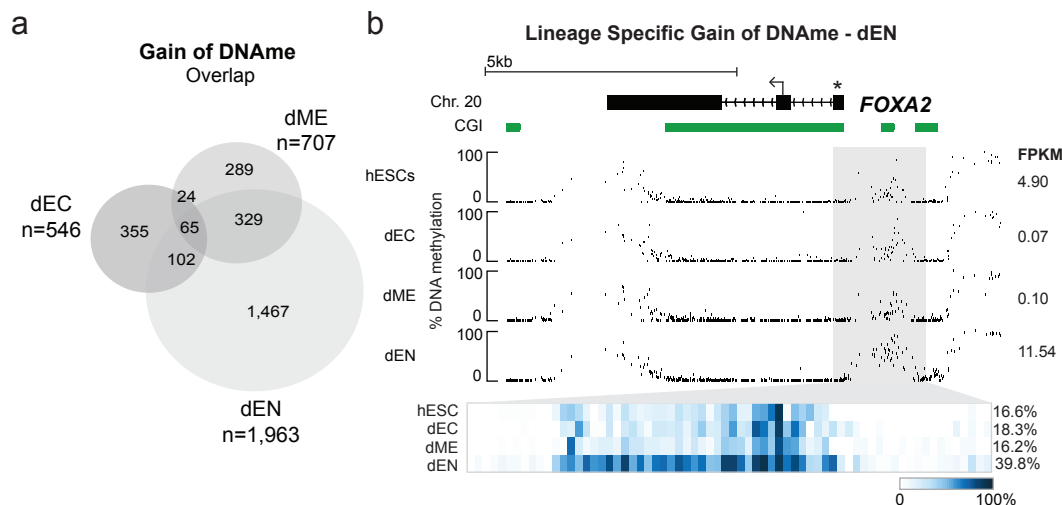 a
Gain of DNAme
Overlap
dME
n=707
289
24
dEC
n=546
355
65
329
102
1,467
dEN
n=1,963
b
Lineage Specific Gain of DNAme - dEN
5kb
*
Chr. 20
FOXA2
CGI
% DNA methylation
FPKM
100
hESCs
0
4.90
100
dEC
0
0.07
100
dME
0
0.10
100
dEN
0
11.54
hESC
16.6%
dEC
18.3%
dME
16.2%
dEN
39.8%
0
100%